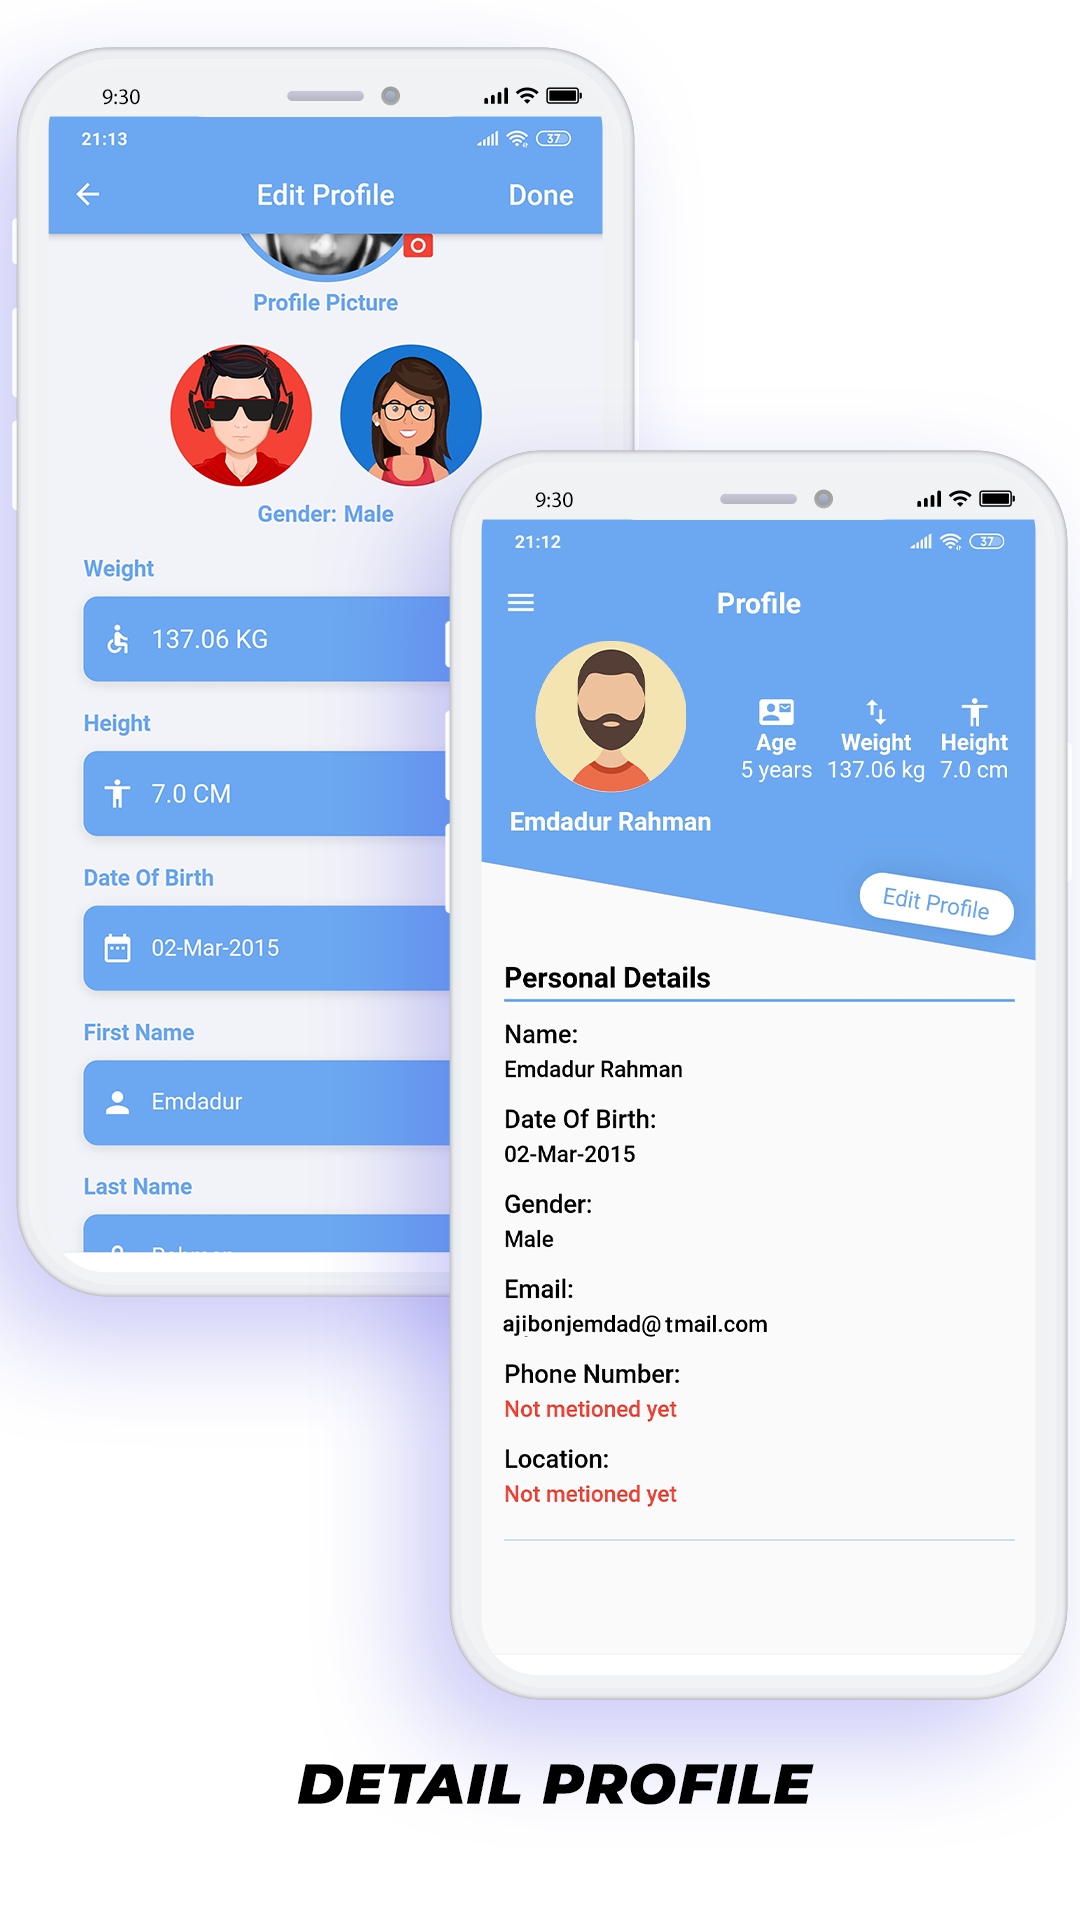 9:30
21:13
37
Edit Profile
Done
Profile Picture
Gender: Male
Weight
137.06 KG
Height
7.0 CM
Date Of Birth
02-Mar-2015
First Name
Emdadur
Last Name
Rahman
9:30
21:12
37
Profile
Age
5 years
Weight
137.06 kg
Height
7.0 cm
Emdadur Rahman
Edit Profile
Personal Details
Name:
Emdadur Rahman
Date Of Birth:
02-Mar-2015
Gender:
Male
Email:
ajibonjemdad@tmail.com
Phone Number:
Not metioned yet
Location:
Not metioned yet
DETAIL PROFILE